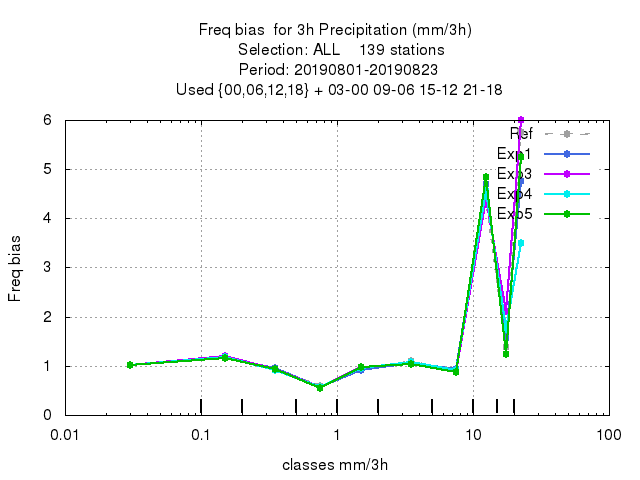 Freq bias  for 3h Precipitation (mm/3h)
Selection: ALL    139 stations
Period: 20190801-20190823
Used {00,06,12,18} + 03-00 09-06 15-12 21-18
Ref
Exp1
Exp3
Exp4
Exp5
Freq bias
6
5
4
3
2
1
0
0.01 0.1 1 10 100
classes mm/3h